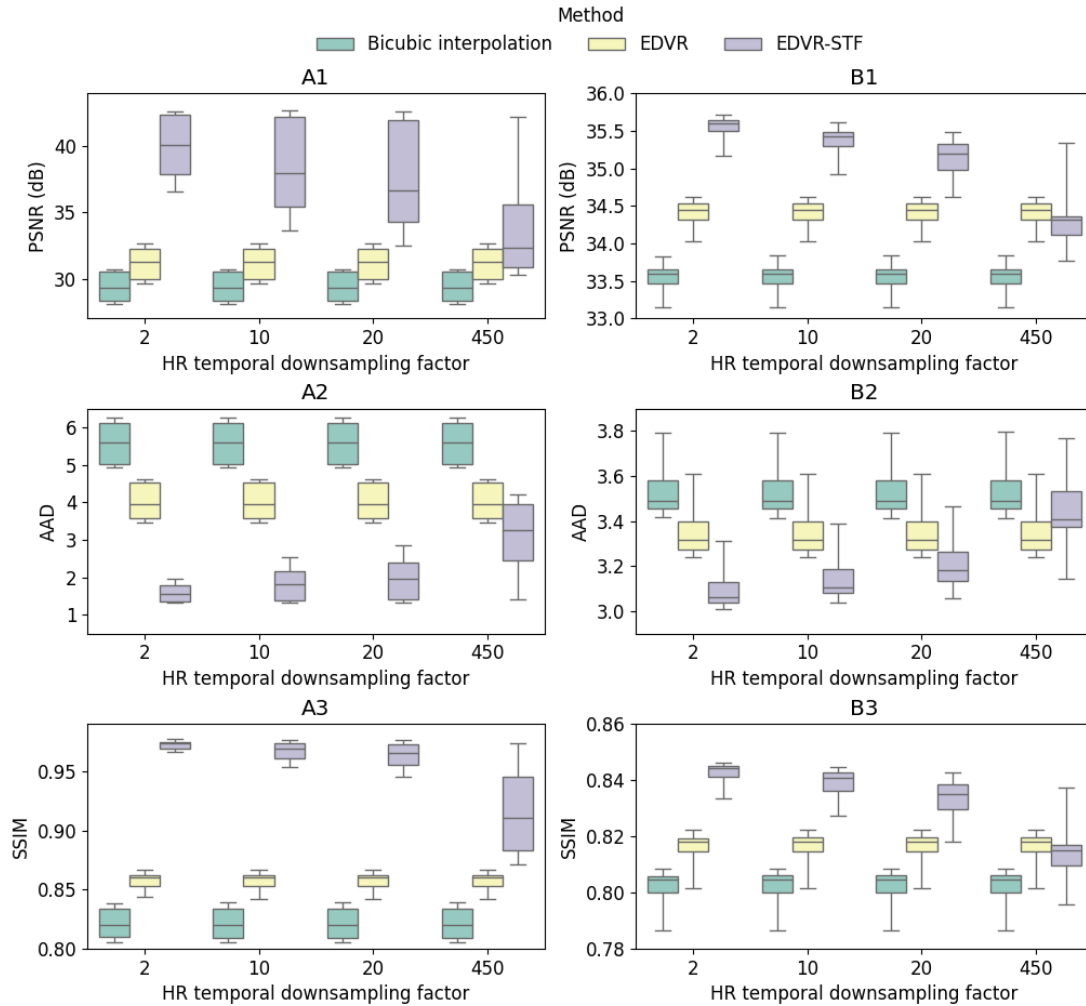 Method
Bicubic interpolation EDVR EDVR-STF
A1 B1
PSNR (dB)
40
35
30
2 10 20 450
HR temporal downsampling factor
PSNR (dB)
36.0
35.5
35.0
34.5
34.0
33.5
33.0
2 10 20 450
HR temporal downsampling factor
A2 B2
AAD
6
5
4
3
2
1
2 10 20 450
HR temporal downsampling factor
AAD
3.8
3.6
3.4
3.2
3.0
2 10 20 450
HR temporal downsampling factor
A3 B3
SSIM
0.95
0.90
0.85
0.80
2 10 20 450
HR temporal downsampling factor
SSIM
0.86
0.84
0.82
0.80
0.78
2 10 20 450
HR temporal downsampling factor